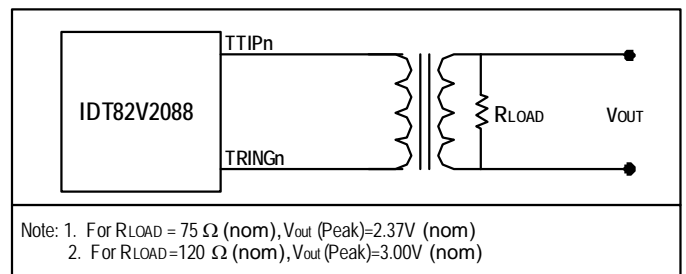 TTIPn
IDT82V2088
RLOAD
VOUT
TRINGn
Note: 1. For RLOAD = 75 Ω (nom), Vout (Peak)=2.37V (nom)
2. For RLOAD=120 Ω (nom), Vout (Peak)=3.00V (nom)